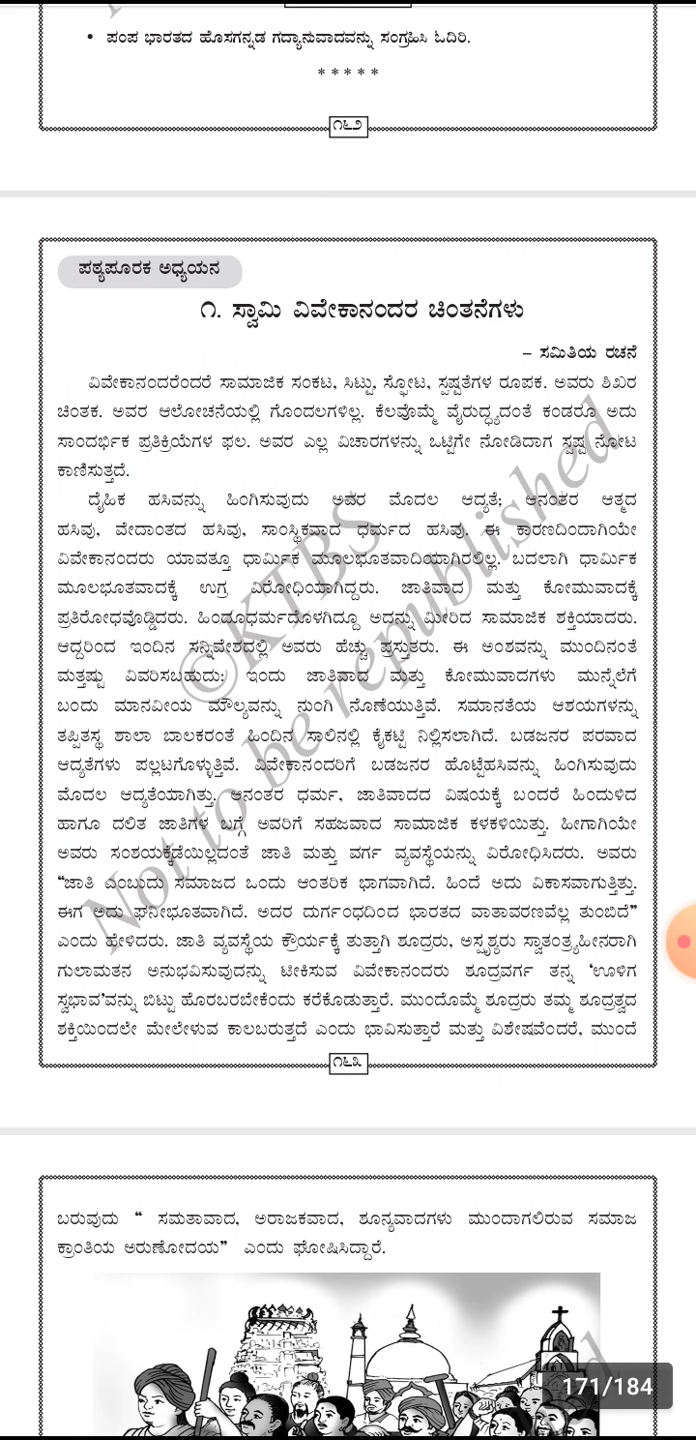 • ಪಂಪ ಭಾರತದ ಹೊಸಗನ್ನಡ ಗದ್ಯಾನುವಾದವನ್ನು ಸಂಗ್ರಹಿಸಿ ಓದಿರಿ.
* * * * *
೧೬೨
ಪಠ್ಯಪೂರಕ ಅಧ್ಯಯನ
೧. ಸ್ವಾಮಿ ವಿವೇಕಾನಂದರ ಚಿಂತನೆಗಳು
– ಸಮಿತಿಯ ರಚನೆ
ವಿವೇಕಾನಂದರೆಂದರೆ ಸಾಮಾಜಿಕ ಸಂಕಟ, ಸಿಟ್ಟು, ಸ್ಫೋಟ, ಸ್ಪಷ್ಟತೆಗಳ ರೂಪಕ. ಅವರು ಶಿಖರ
ಚಿಂತಕ. ಅವರ ಆಲೋಚನೆಯಲ್ಲಿ ಗೊಂದಲಗಳಿಲ್ಲ. ಕೆಲವೊಮ್ಮೆ ವೈರುದ್ಧ್ಯದಂತೆ ಕಂಡರೂ ಅದು
ಸಾಂದರ್ಭಿಕ ಪ್ರತಿಕ್ರಿಯೆಗಳ ಫಲ. ಅವರ ಎಲ್ಲ ವಿಚಾರಗಳನ್ನು ಒಟ್ಟಿಗೇ ನೋಡಿದಾಗ ಸ್ಪಷ್ಟ ನೋಟ
ಕಾಣಿಸುತ್ತದೆ.
ದೈಹಿಕ ಹಸಿವನ್ನು ಹಿಂಗಿಸುವುದು ಅವರ ಮೊದಲ ಆದ್ಯತೆ; ಆನಂತರ ಆತ್ಮದ
ಹಸಿವು, ವೇದಾಂತದ ಹಸಿವು, ಸಾಂಸ್ಥಿಕವಾದ ಧರ್ಮದ ಹಸಿವು. ಈ ಕಾರಣದಿಂದಾಗಿಯೇ
ವಿವೇಕಾನಂದರು ಯಾವತ್ತೂ ಧಾರ್ಮಿಕ ಮೂಲಭೂತವಾದಿಯಾಗಿರಲಿಲ್ಲ. ಬದಲಾಗಿ ಧಾರ್ಮಿಕ
ಮೂಲಭೂತವಾದಕ್ಕೆ ಉಗ್ರ ವಿರೋಧಿಯಾಗಿದ್ದರು. ಜಾತಿವಾದ ಮತ್ತು ಕೋಮುವಾದಕ್ಕೆ
ಪ್ರತಿರೋಧವೊಡ್ಡಿದರು. ಹಿಂದೂಧರ್ಮದೊಳಗಿದ್ದೂ ಅದನ್ನು ಮೀರಿದ ಸಾಮಾಜಿಕ ಶಕ್ತಿಯಾದರು.
ಆದ್ದರಿಂದ ಇಂದಿನ ಸನ್ನಿವೇಶದಲ್ಲಿ ಅವರು ಹೆಚ್ಚು ಪ್ರಸ್ತುತರು. ಈ ಅಂಶವನ್ನು ಮುಂದಿನಂತೆ
ಮತ್ತಷ್ಟು ವಿವರಿಸಬಹುದು: ಇಂದು ಜಾತಿವಾದ ಮತ್ತು ಕೋಮುವಾದಗಳು ಮುನ್ನೆಲೆಗೆ
ಬಂದು ಮಾನವೀಯ ಮೌಲ್ಯವನ್ನು ನುಂಗಿ ನೊಣೆಯುತ್ತಿವೆ. ಸಮಾನತೆಯ ಆಶಯಗಳನ್ನು
ತಪ್ಪಿತಸ್ಥ ಶಾಲಾ ಬಾಲಕರಂತೆ ಹಿಂದಿನ ಸಾಲಿನಲ್ಲಿ ಕೈಕಟ್ಟಿ ನಿಲ್ಲಿಸಲಾಗಿದೆ. ಬಡಜನರ ಪರವಾದ
ಆದ್ಯತೆಗಳು ಪಲ್ಲಟಗೊಳ್ಳುತ್ತಿವೆ. ವಿವೇಕಾನಂದರಿಗೆ ಬಡಜನರ ಹೊಟ್ಟೆಹಸಿವನ್ನು ಹಿಂಗಿಸುವುದು
ಮೊದಲ ಆದ್ಯತೆಯಾಗಿತ್ತು. ಆನಂತರ ಧರ್ಮ, ಜಾತಿವಾದದ ವಿಷಯಕ್ಕೆ ಬಂದರೆ ಹಿಂದುಳಿದ
ಹಾಗೂ ದಲಿತ ಜಾತಿಗಳ ಬಗ್ಗೆ ಅವರಿಗೆ ಸಹಜವಾದ ಸಾಮಾಜಿಕ ಕಳಕಳಿಯಿತ್ತು. ಹೀಗಾಗಿಯೇ
ಅವರು ಸಂಶಯಕ್ಕೆಡೆಯಿಲ್ಲದಂತೆ ಜಾತಿ ಮತ್ತು ವರ್ಗ ವ್ಯವಸ್ಥೆಯನ್ನು ವಿರೋಧಿಸಿದರು. ಅವರು
“ಜಾತಿ ಎಂಬುದು ಸಮಾಜದ ಒಂದು ಆಂತರಿಕ ಭಾಗವಾಗಿದೆ. ಹಿಂದೆ ಅದು ವಿಕಾಸವಾಗುತ್ತಿತ್ತು.
ಈಗ ಅದು ಘನೀಭೂತವಾಗಿದೆ. ಅದರ ದುರ್ಗಂಧದಿಂದ ಭಾರತದ ವಾತಾವರಣವೆಲ್ಲ ತುಂಬಿದೆ”
ಎಂದು ಹೇಳಿದರು. ಜಾತಿ ವ್ಯವಸ್ಥೆಯ ಕ್ರೌರ್ಯಕ್ಕೆ ತುತ್ತಾಗಿ ಶೂದ್ರರು, ಅಸ್ಪೃಶ್ಯರು ಸ್ವಾತಂತ್ರ್ಯಹೀನರಾಗಿ
ಗುಲಾಮತನ ಅನುಭವಿಸುವುದನ್ನು ಟೀಕಿಸುವ ವಿವೇಕಾನಂದರು ಶೂದ್ರವರ್ಗ ತನ್ನ ‘ಊಳಿಗ
ಸ್ವಭಾವ’ವನ್ನು ಬಿಟ್ಟು ಹೊರಬರಬೇಕೆಂದು ಕರೆಕೊಡುತ್ತಾರೆ. ಮುಂದೊಮ್ಮೆ ಶೂದ್ರರು ತಮ್ಮ ಶೂದ್ರತ್ವದ
ಶಕ್ತಿಯಿಂದಲೇ ಮೇಲೇಳುವ ಕಾಲಬರುತ್ತದೆ ಎಂದು ಭಾವಿಸುತ್ತಾರೆ ಮತ್ತು ವಿಶೇಷವೆಂದರೆ, ಮುಂದೆ
©KTBS
Not to be republished
೧೬೩
ಬರುವುದು “ ಸಮತಾವಾದ, ಅರಾಜಕವಾದ, ಶೂನ್ಯವಾದಗಳು ಮುಂದಾಗಲಿರುವ ಸಮಾಜ
ಕ್ರಾಂತಿಯ ಅರುಣೋದಯ” ಎಂದು ಘೋಷಿಸಿದ್ದಾರೆ.
171/184